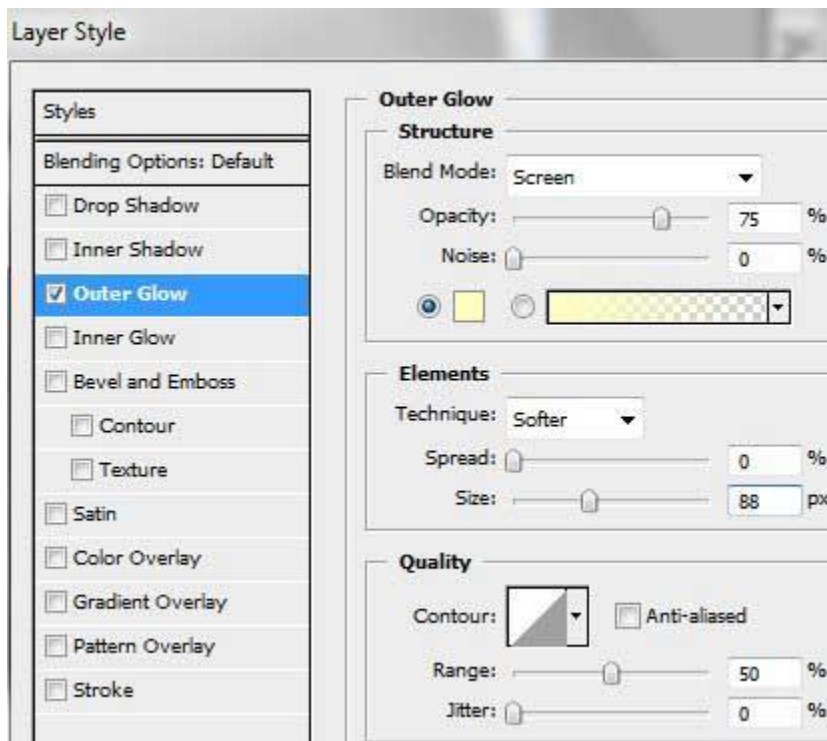 Layer Style
Styles
Blending Options: Default
Drop Shadow
Inner Shadow
Outer Glow
Inner Glow
Bevel and Emboss
Contour
Texture
Satin
Color Overlay
Gradient Overlay
Pattern Overlay
Stroke
Outer Glow
Structure
Blend Mode: Screen
Opacity: 75 %
Noise: 0 %
Elements
Technique: Softer
Spread: 0 %
Size: 88 px
Quality
Contour: Anti-aliased
Range: 50 %
Jitter: 0 %